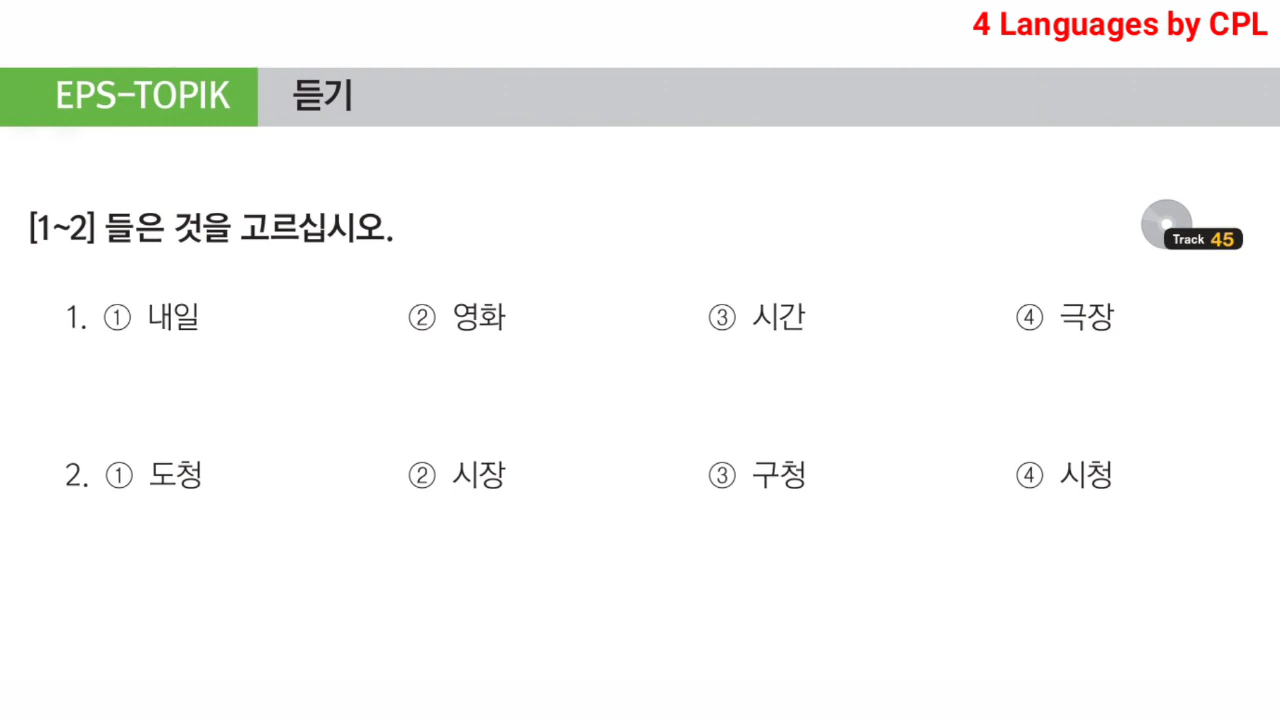 4 Languages by CPL
EPS-TOPIK 듣기
[1~2] 들은 것을 고르십시오.
Track 45
1. ① 내일 ② 영화 ③ 시간 ④ 극장
2. ① 도청 ② 시장 ③ 구청 ④ 시청